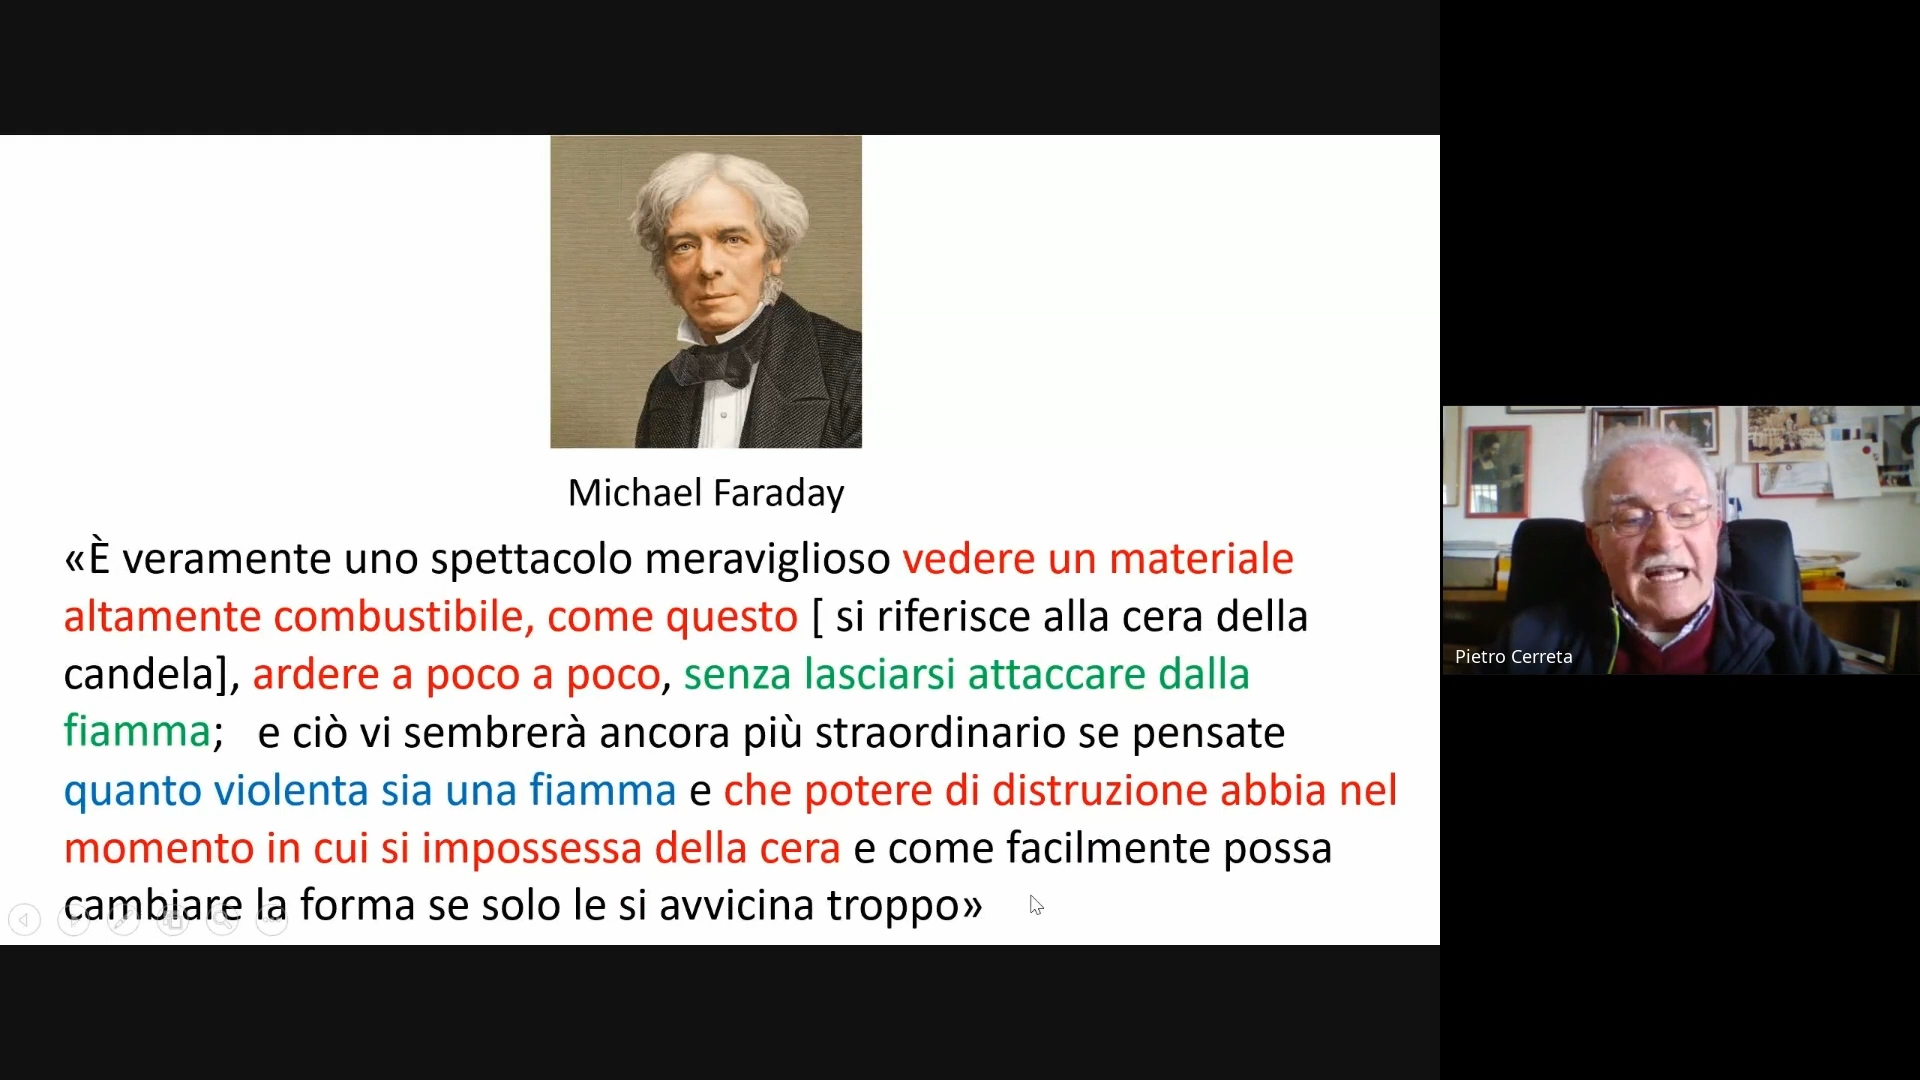 Michael Faraday
«È veramente uno spettacolo meraviglioso vedere un materiale
altamente combustibile, come questo [ si riferisce alla cera della
candela], ardere a poco a poco, senza lasciarsi attaccare dalla
fiamma;   e ciò vi sembrerà ancora più straordinario se pensate
quanto violenta sia una fiamma e che potere di distruzione abbia nel
momento in cui si impossessa della cera e come facilmente possa
cambiare la forma se solo le si avvicina troppo»
Pietro Cerreta